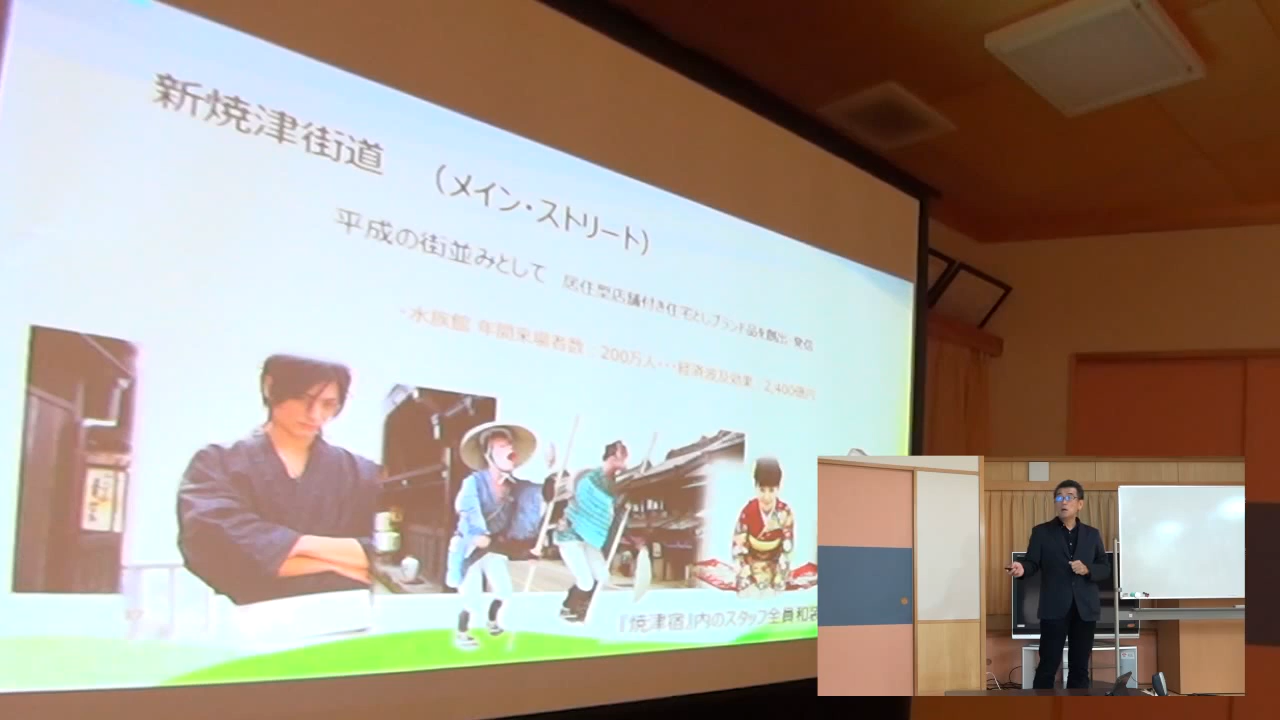 新焼津街道　（メイン・ストリート）
平成の街並みとして　居住型店舗付き住宅としブランド品を創出・発信
・水族館 年間来場者数：200万人・・・経済波及効果：2,400億円
『焼津宿』内のスタッフ全員和